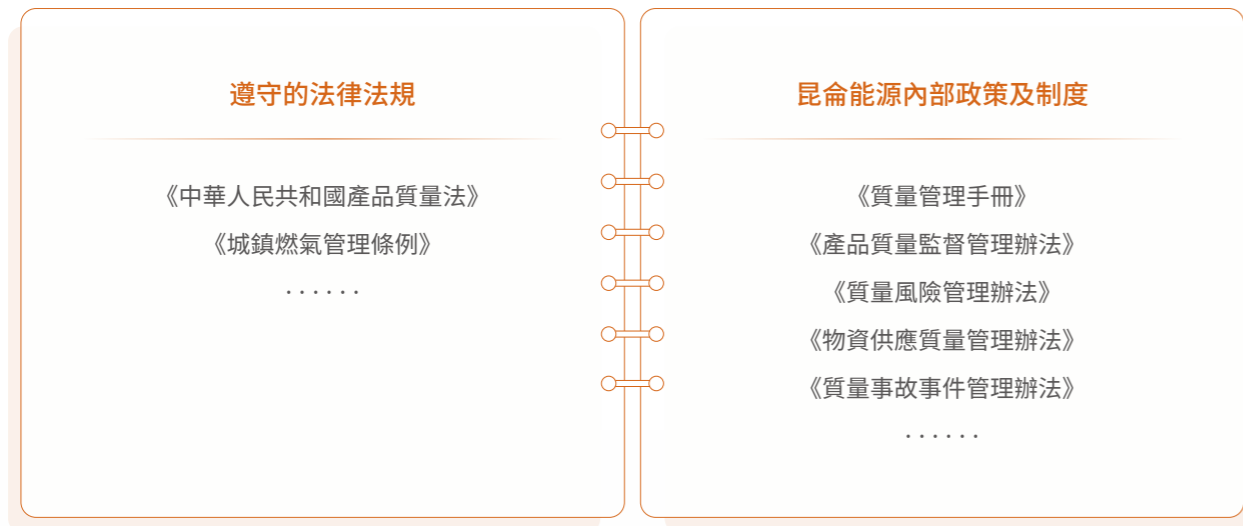 遵守的法律法規
《中華人民共和國產品質量法》
《城鎮燃氣管理條例》
······
昆侖能源內部政策及制度
《質量管理手冊》
《產品質量監督管理辦法》
《質量風險管理辦法》
《物資供應質量管理辦法》
《質量事故事件管理辦法》
······